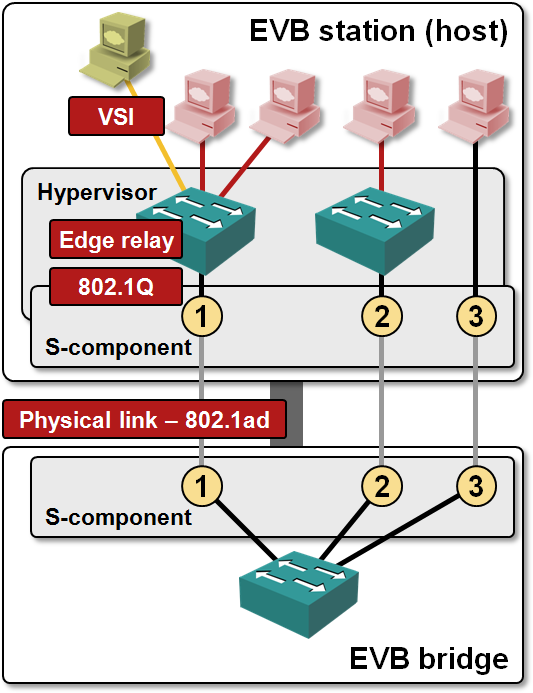 EVB station (host)
VSI
Hypervisor
Edge relay
802.1Q
1 2 3
S-component
Physical link – 802.1ad
1 2 3
S-component
EVB bridge